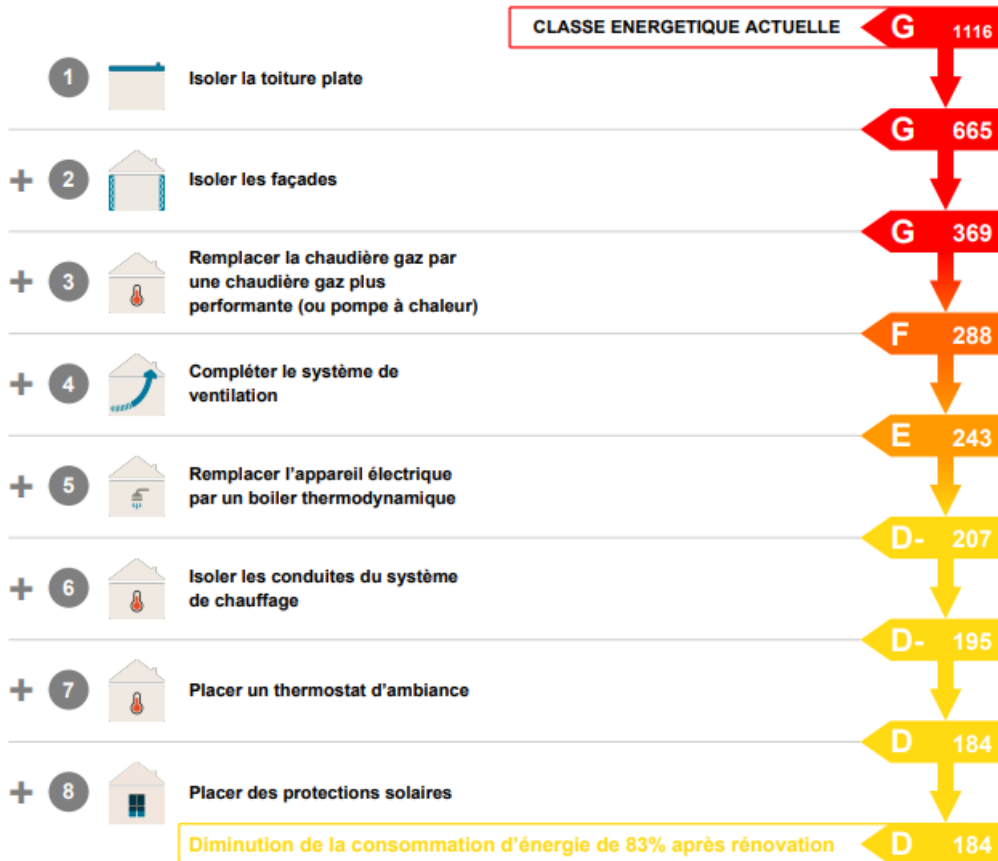 CLASSE ENERGETIQUE ACTUELLE G 1116
1 Isoler la toiture plate
G 665
+ 2 Isoler les façades
G 369
+ 3 Remplacer la chaudière gaz par
une chaudière gaz plus
performante (ou pompe à chaleur)
F 288
+ 4 Compléter le système de
ventilation
E 243
+ 5 Remplacer l'appareil électrique
par un boiler thermodynamique
D- 207
+ 6 Isoler les conduites du système
de chauffage
D- 195
+ 7 Placer un thermostat d'ambiance
D 184
+ 8 Placer des protections solaires
Diminution de la consommation d'énergie de 83% après rénovation D 184